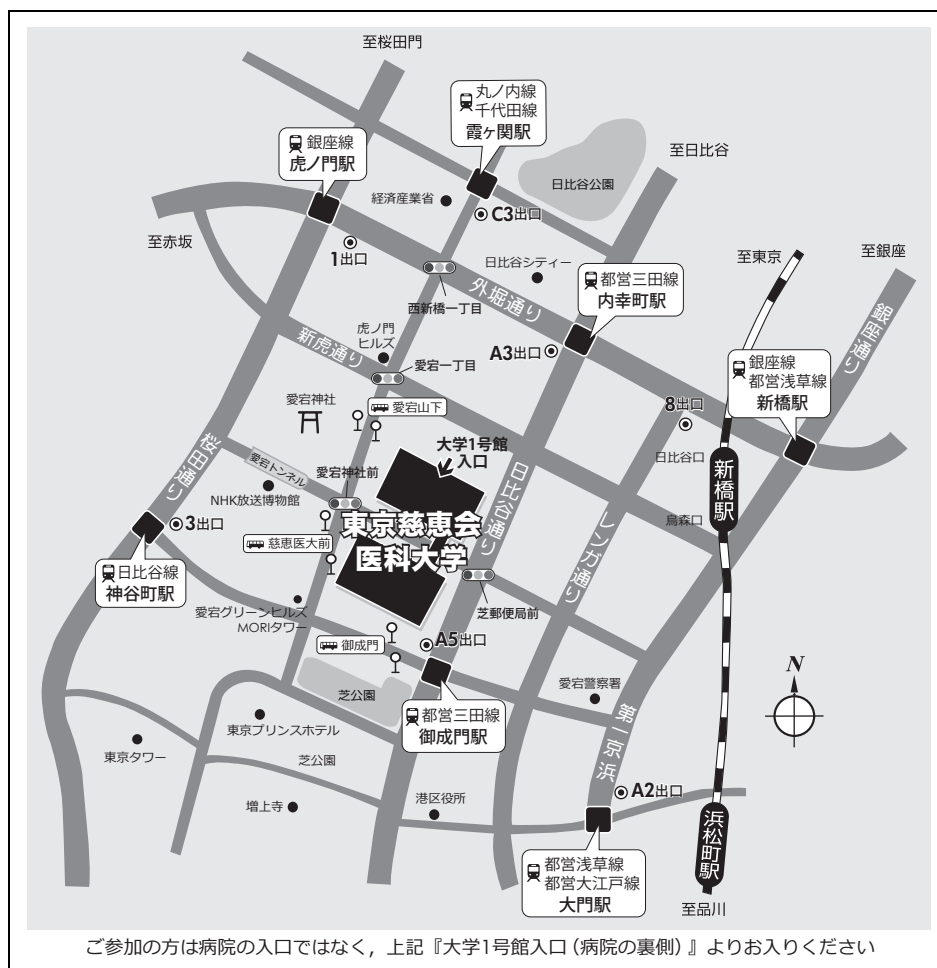 至桜田門
丸ノ内線
千代田線
霞ヶ関駅
銀座線
虎ノ門駅
至日比谷
日比谷公園
経済産業省
C3出口
至赤坂
1出口
日比谷シティー
至東京
至銀座
西新橋一丁目
外堀通り
都営三田線
内幸町駅
銀座通り
新虎通り
虎ノ門
ヒルズ
A3出口
愛宕一丁目
銀座線
都営浅草線
新橋駅
愛宕神社
愛宕山下
8出口
大学1号館
入口
日比谷口
桜田通り
愛宕トンネル
愛宕神社前
日比谷通り
新橋駅
NHK放送博物館
烏森口
3出口
東京慈恵会
医科大学
レンガ通り
慈恵医大前
日比谷線
神谷町駅
芝郵便局前
愛宕グリーンヒルズ
MORIタワー
御成門
A5出口
愛宕警察署
N
芝公園
都営三田線
御成門駅
第一京浜
東京プリンスホテル
東京タワー
芝公園
A2出口
増上寺
港区役所
浜松町駅
都営浅草線
都営大江戸線
大門駅
至品川
ご参加の方は病院の入口ではなく，上記『大学1号館入口（病院の裏側）』よりお入りください